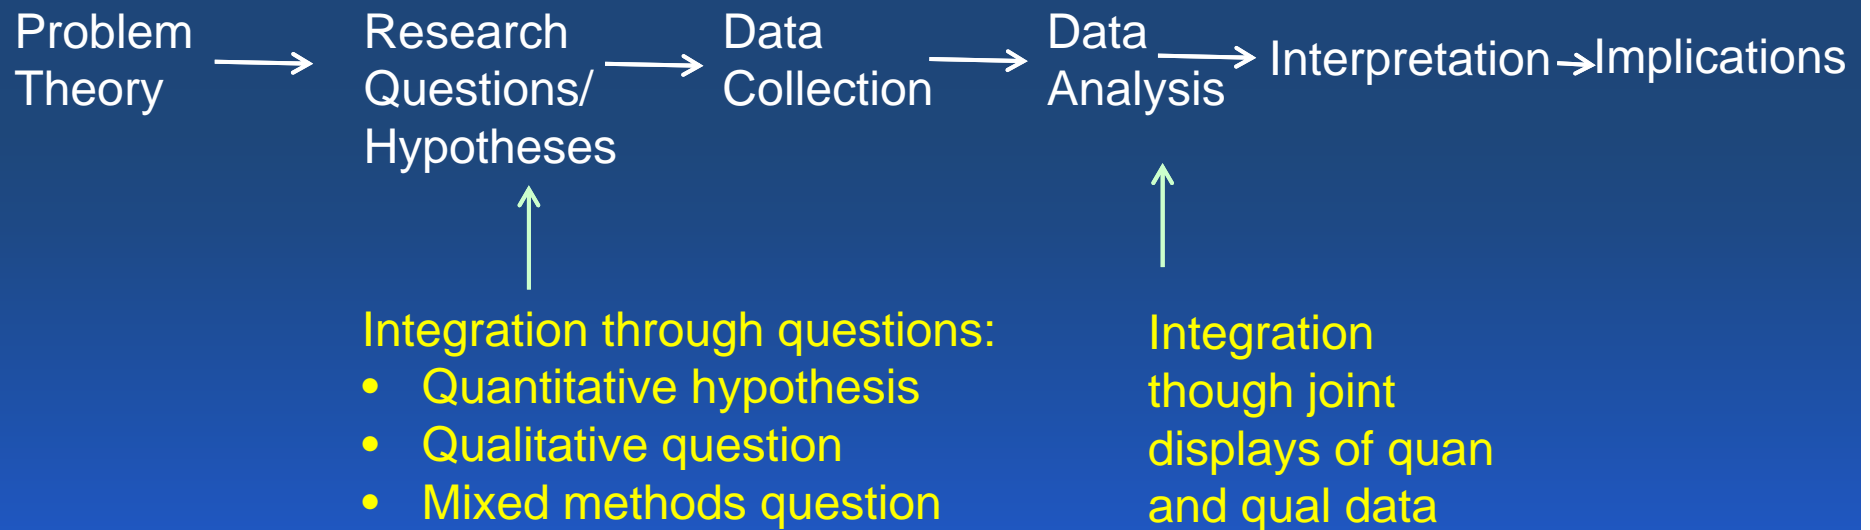 Problem
Theory
Research
Questions/
Hypotheses
Data
Collection
Data
Analysis
Interpretation
Implications
Integration through questions:
• Quantitative hypothesis
• Qualitative question
• Mixed methods question
Integration
though joint
displays of quan
and qual data